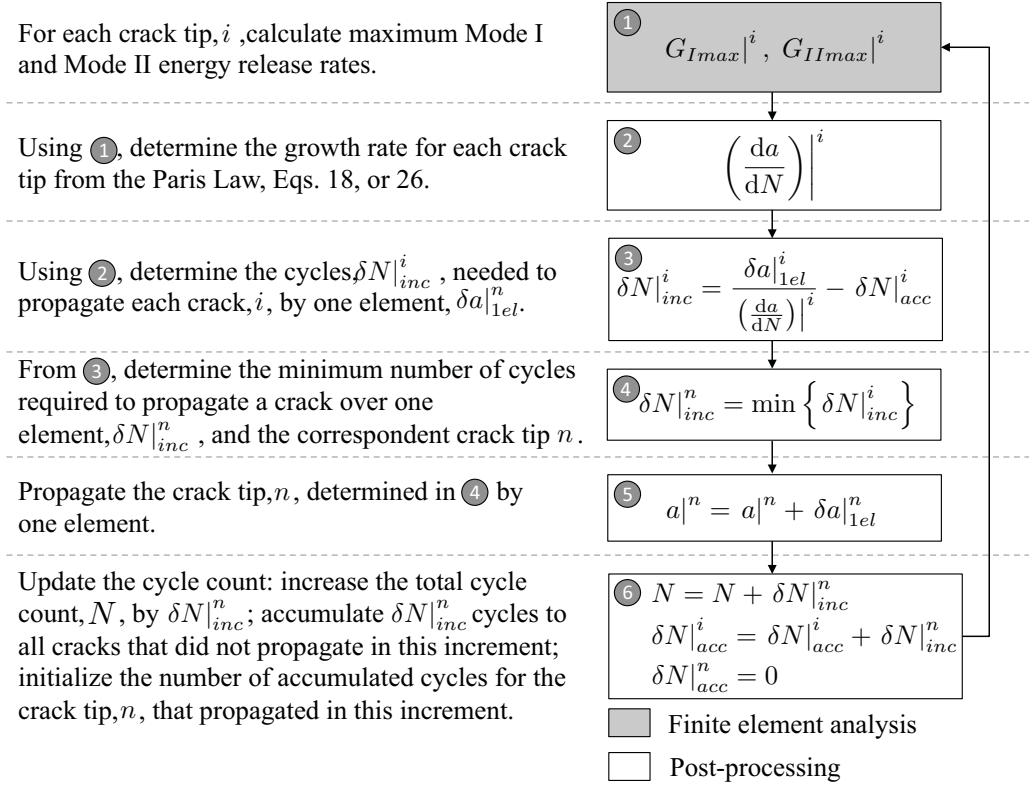 For each crack tip, i ,calculate maximum Mode I
and Mode II energy release rates.
1
G_{Imax}|^i , G_{IImax}|^i
Using 1, determine the growth rate for each crack
tip from the Paris Law, Eqs. 18, or 26.
2
(da/dN)|^i
Using 2, determine the cycles, δN|^i_{inc} , needed to
propagate each crack, i, by one element, δa|^n_{1el}.
3
δN|^i_{inc} = δa|^i_{1el} / (da/dN)|^i − δN|^i_{acc}
From 3, determine the minimum number of cycles
required to propagate a crack over one
element, δN|^n_{inc} , and the correspondent crack tip n .
4
δN|^n_{inc} = min { δN|^i_{inc} }
Propagate the crack tip, n , determined in 4 by
one element.
5
a|^n = a|^n + δa|^n_{1el}
Update the cycle count: increase the total cycle
count, N , by δN|^n_{inc}; accumulate δN|^n_{inc} cycles to
all cracks that did not propagate in this increment;
initialize the number of accumulated cycles for the
crack tip, n , that propagated in this increment.
6
N = N + δN|^n_{inc}
δN|^i_{acc} = δN|^i_{acc} + δN|^n_{inc}
δN|^n_{acc} = 0
Finite element analysis
Post-processing